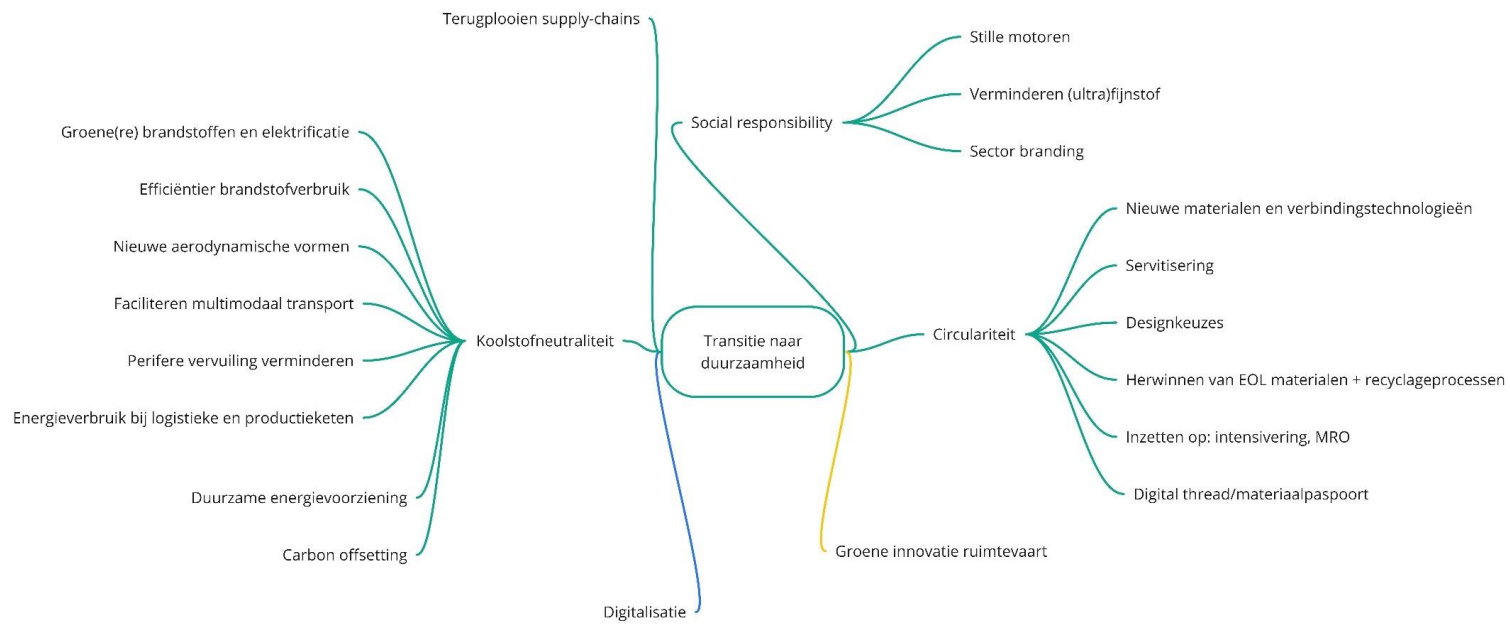 Terugplooien supply-chains
Stille motoren
Verminderen (ultra)fijnstof
Social responsibility
Sector branding
Groene(re) brandstoffen en elektrificatie
Efficiëntier brandstofverbruik
Nieuwe aerodynamische vormen
Faciliteren multimodaal transport
Perifere vervuiling verminderen
Energieverbruik bij logistieke en productieketen
Duurzame energievoorziening
Carbon offsetting
Koolstofneutraliteit
Transitie naar
duurzaamheid
Circulariteit
Nieuwe materialen en verbindingstechnologieën
Servitisering
Designkeuzes
Herwinnen van EOL materialen + recyclageprocessen
Inzetten op: intensivering, MRO
Digital thread/materiaalpaspoort
Groene innovatie ruimtevaart
Digitalisatie